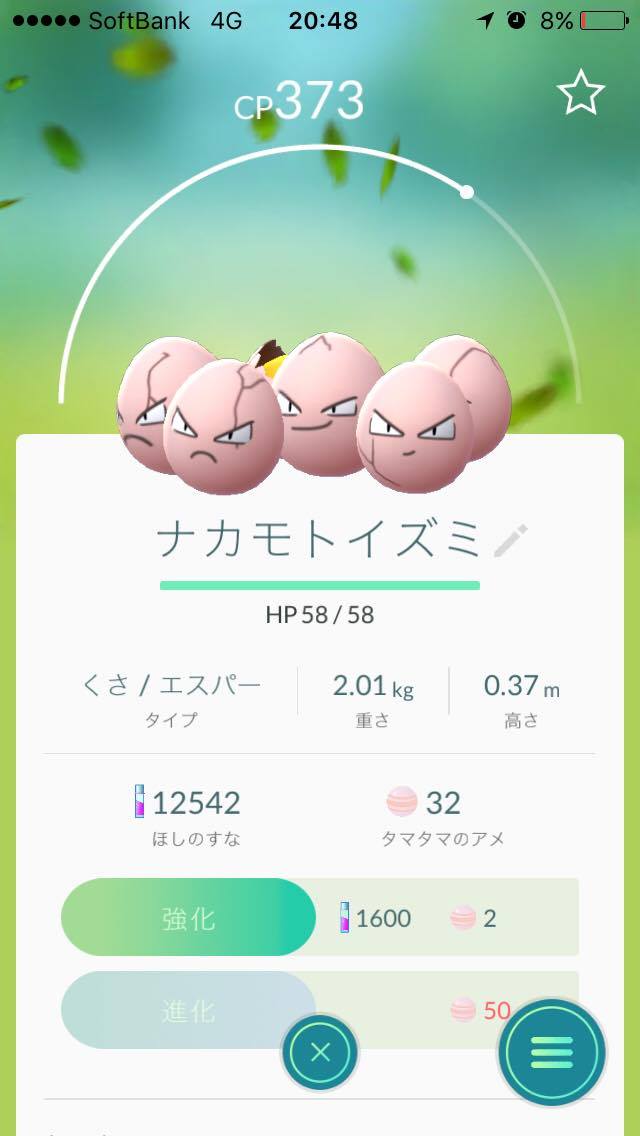 SoftBank 4G 20:48 8%
CP373
ナカモトイズミ
HP 58 / 58
くさ / エスパー 2.01 kg 0.37 m
タイプ 重さ 高さ
12542 32
ほしのすな タマタマのアメ
強化 1600 2
進化 50